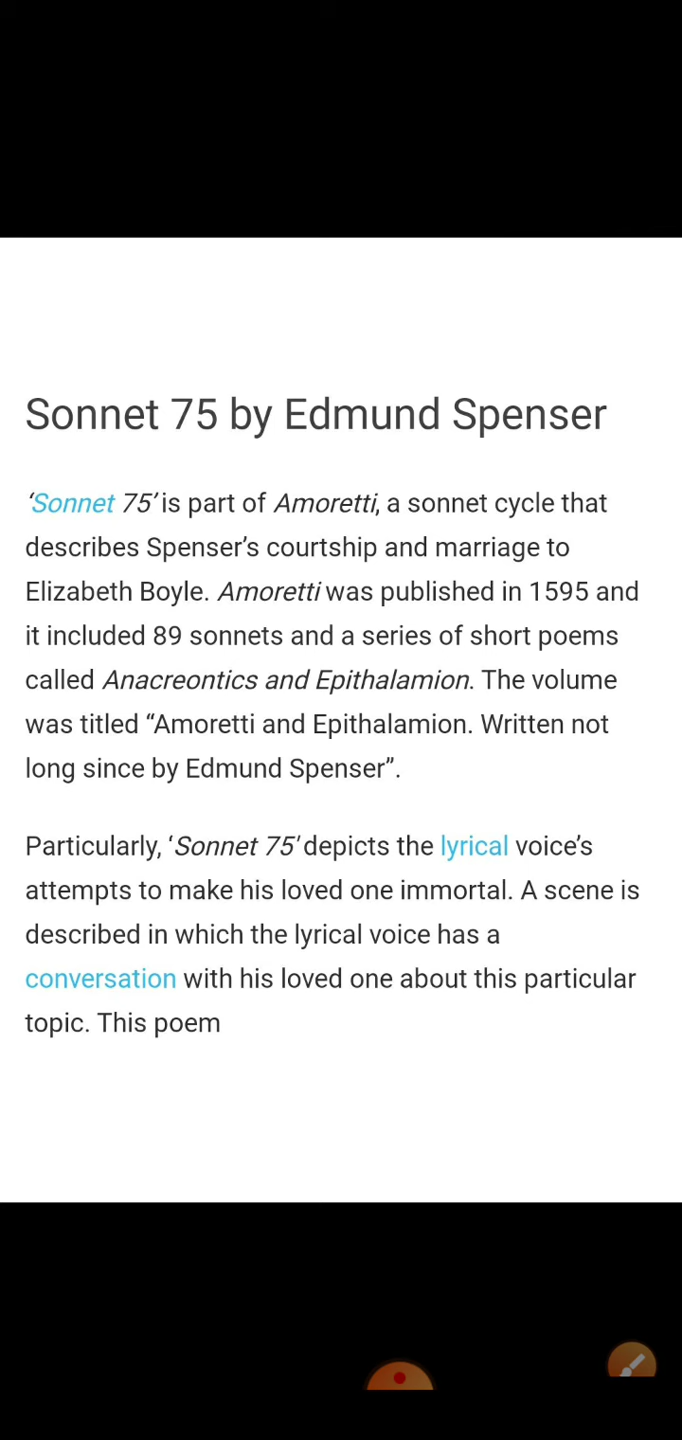 Sonnet 75 by Edmund Spenser
‘Sonnet 75’ is part of Amoretti, a sonnet cycle that
describes Spenser’s courtship and marriage to
Elizabeth Boyle. Amoretti was published in 1595 and
it included 89 sonnets and a series of short poems
called Anacreontics and Epithalamion. The volume
was titled “Amoretti and Epithalamion. Written not
long since by Edmund Spenser”.
Particularly, ‘Sonnet 75’ depicts the lyrical voice’s
attempts to make his loved one immortal. A scene is
described in which the lyrical voice has a
conversation with his loved one about this particular
topic. This poem